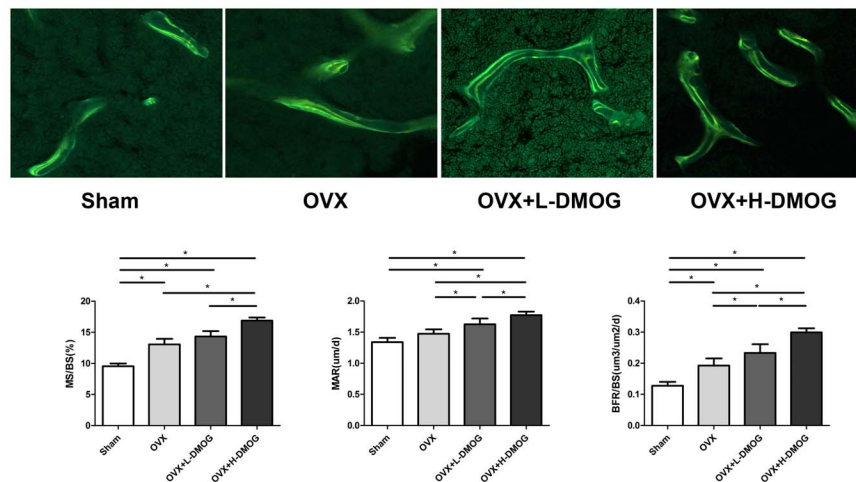 Sham OVX OVX+L-DMOG OVX+H-DMOG
*
*
*
*
*
MS/BS(%)
20
15
10
5
0
Sham
OVX
OVX+L-DMOG
OVX+H-DMOG
*
*
*
*
*
MAR(um/d)
2.0
1.5
1.0
0.5
0.0
Sham
OVX
OVX+L-DMOG
OVX+H-DMOG
*
*
*
*
*
*
BFR/BS(um3/um2/d)
0.4
0.3
0.2
0.1
0.0
Sham
OVX
OVX+L-DMOG
OVX+H-DMOG